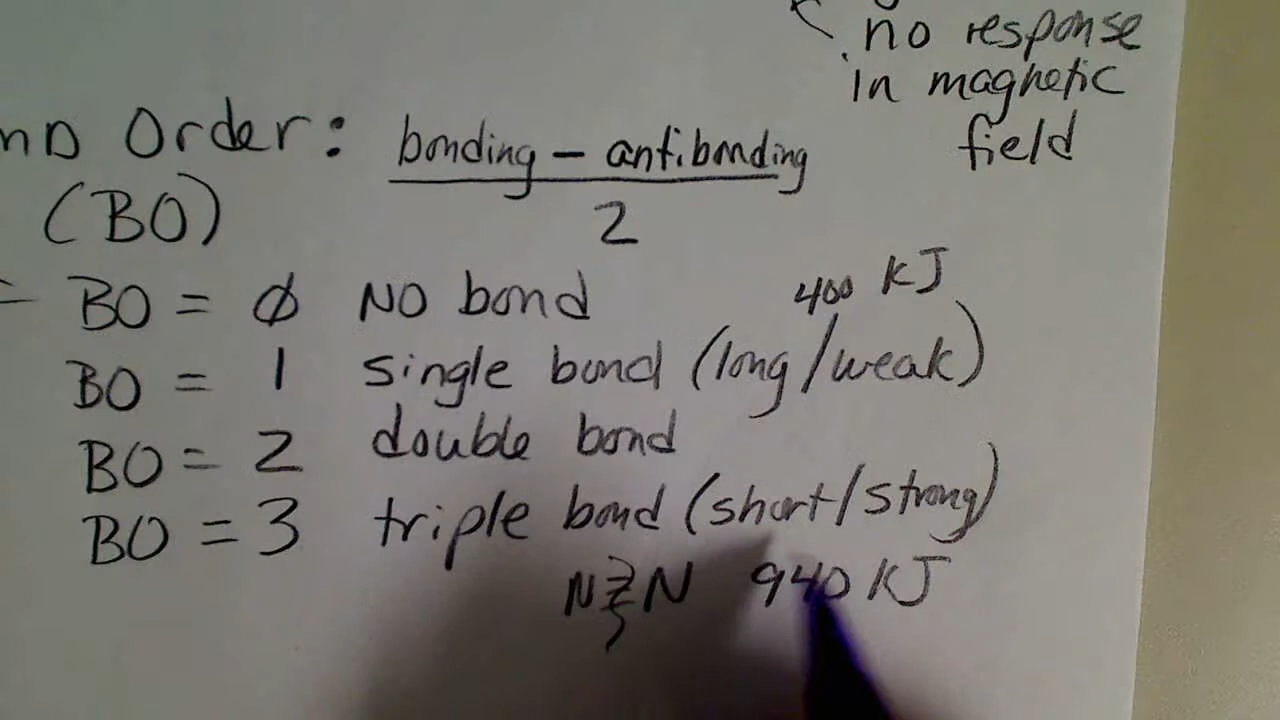 no response
in magnetic
field
nD Order: bonding - antibonding
2
(BO)
= BO = ∅ NO bond
400 KJ
BO = 1 single bond (long/weak)
BO = 2 double bond
BO = 3 triple bond (short/strong)
N≡N 940 KJ